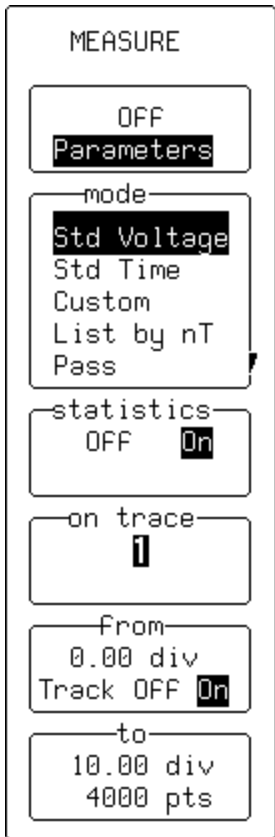 MEASURE
OFF
Parameters
mode
Std Voltage
Std Time
Custom
List by nT
Pass
statistics
OFF On
on trace
1
from
0.00 div
Track OFF On
to
10.00 div
4000 pts